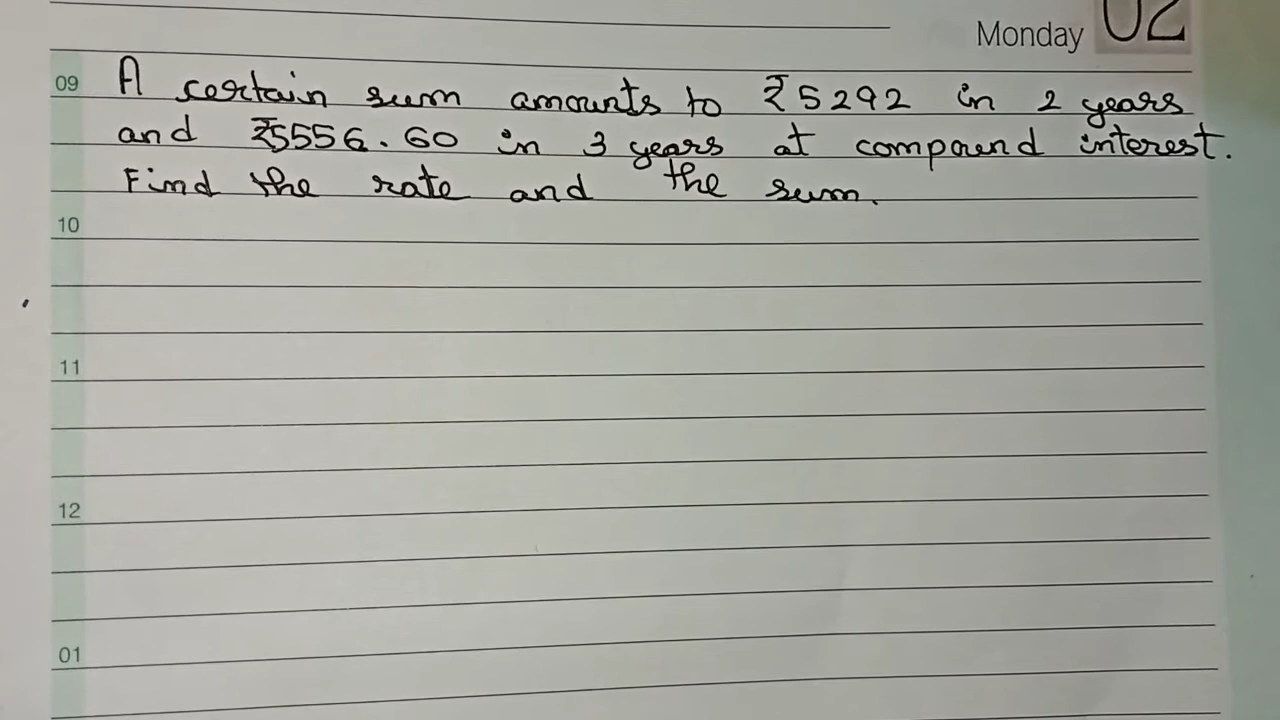 Monday 02
09 A certain sum amounts to ₹5292 in 2 years
and ₹5556.60 in 3 years at compound interest.
Find the rate and the sum.
10
11
12
01